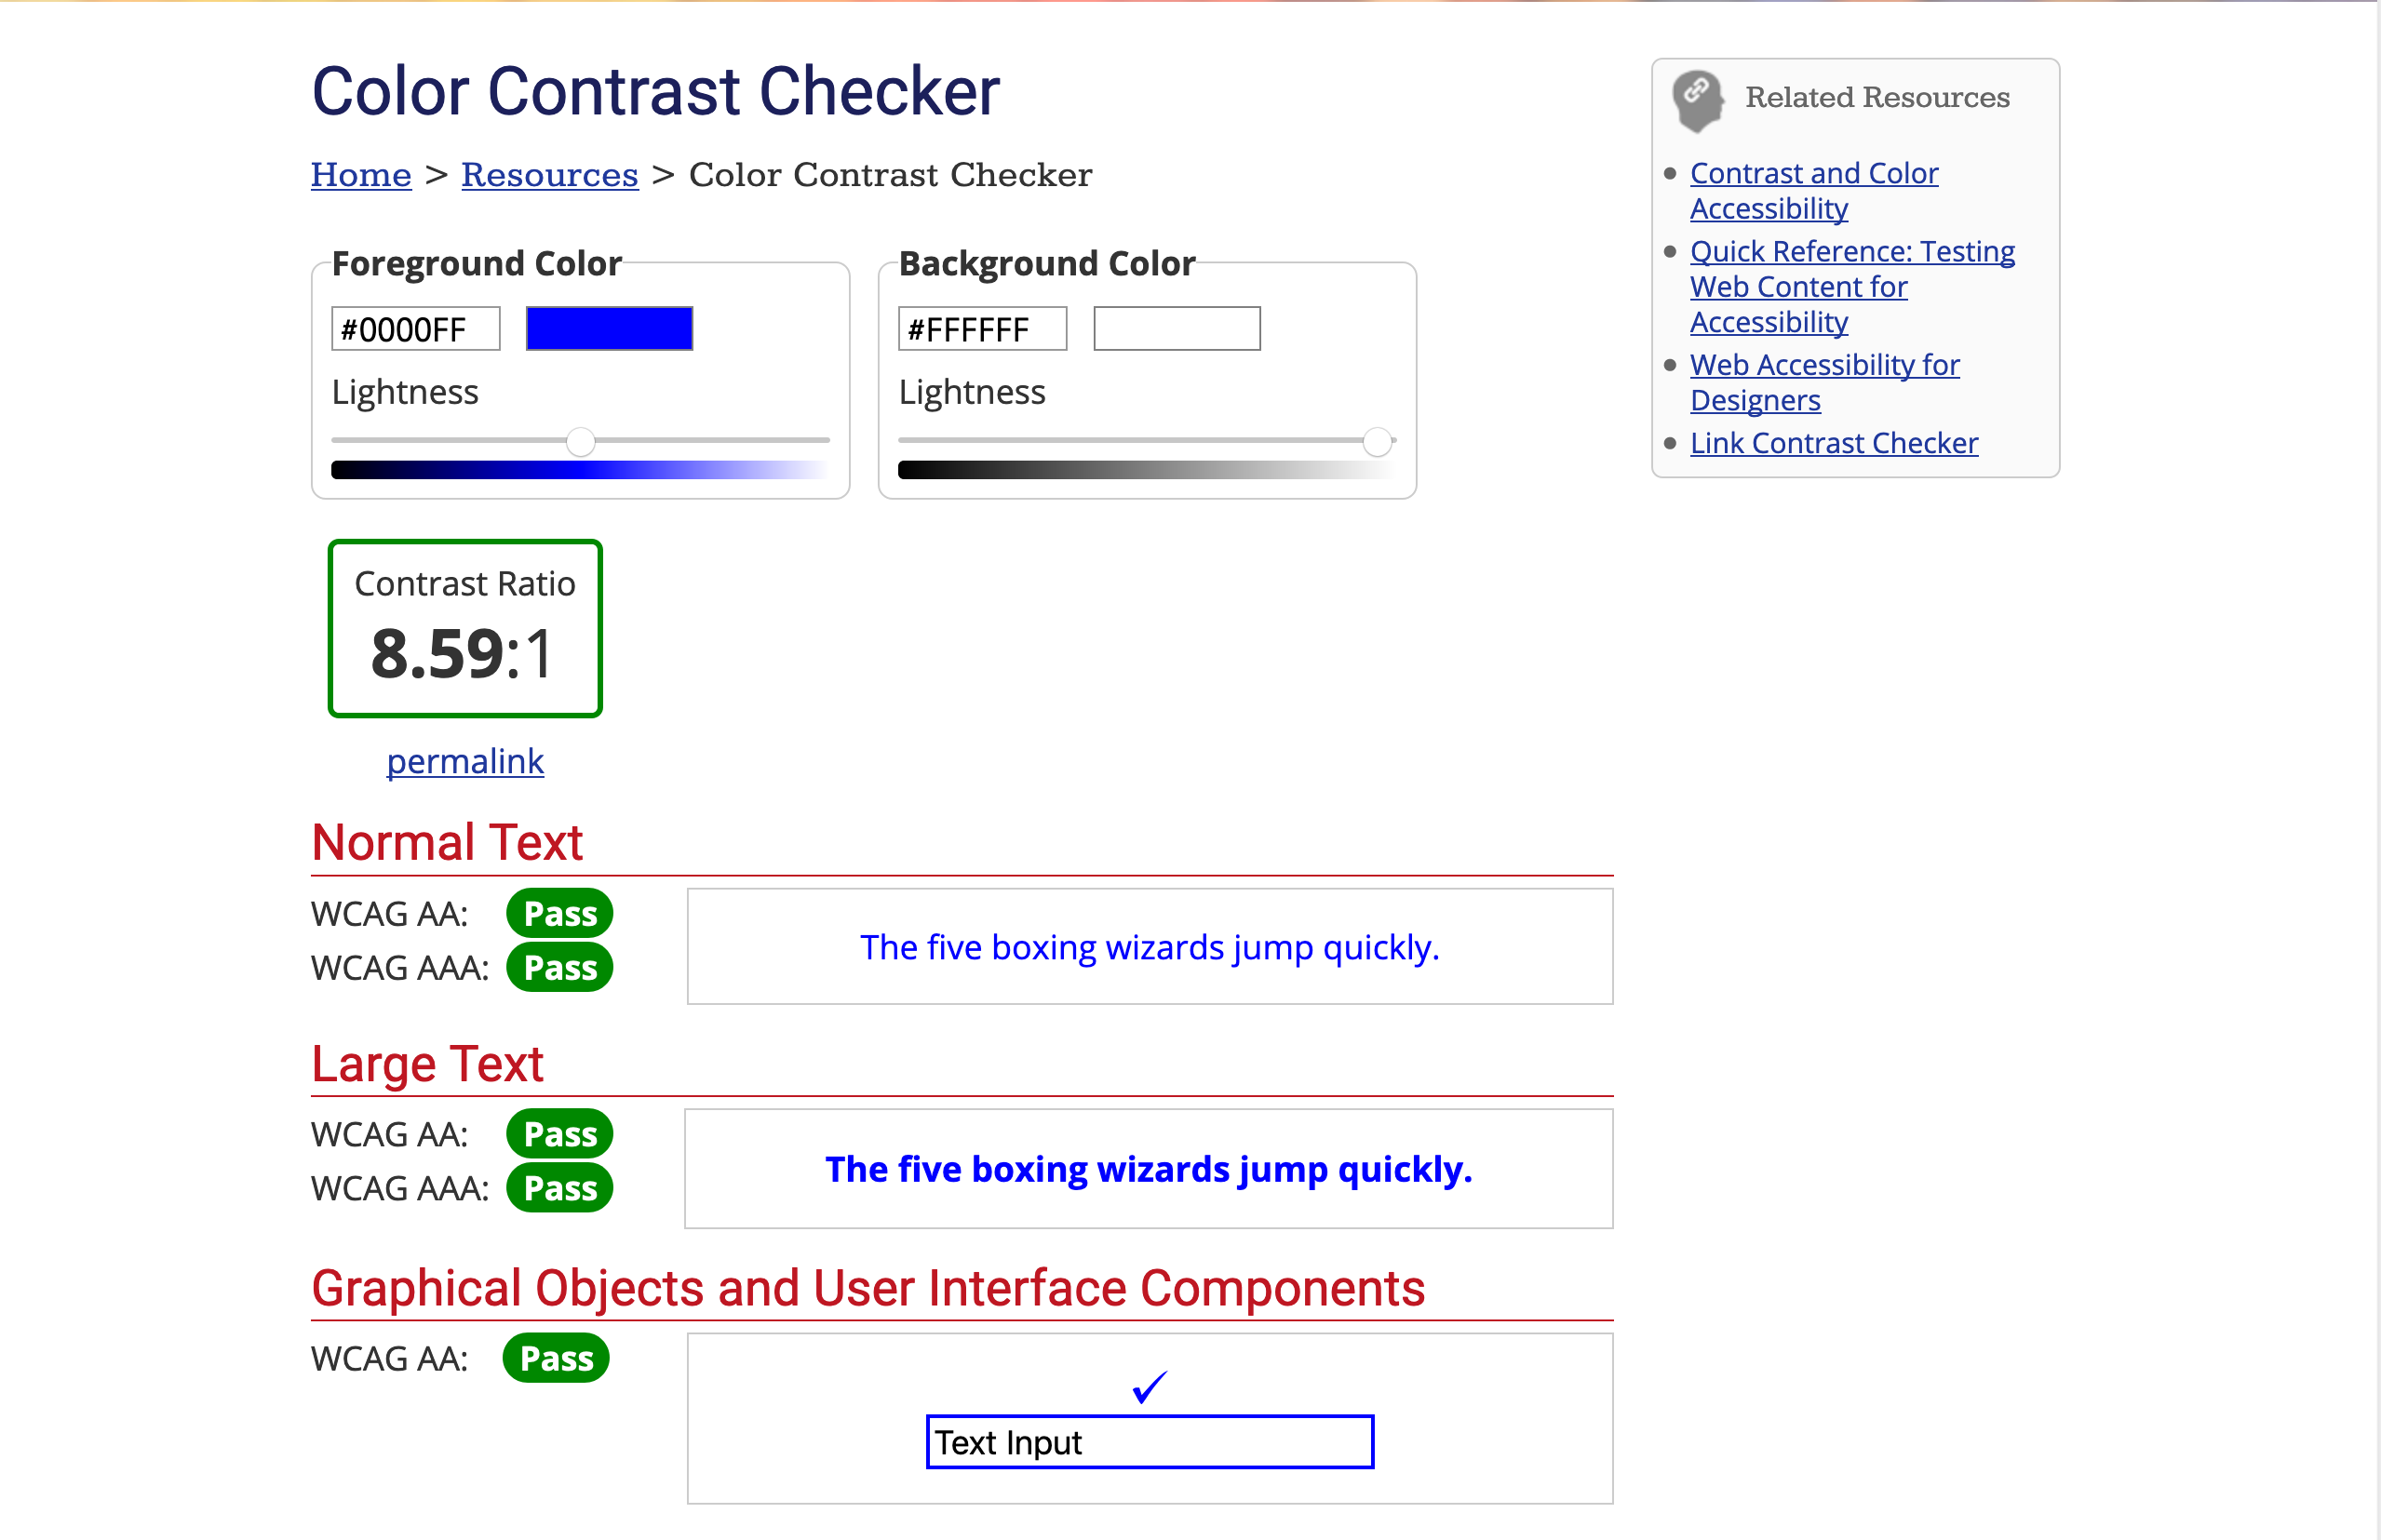 Color Contrast Checker
Home > Resources > Color Contrast Checker
Foreground Color
#0000FF
Lightness
Background Color
#FFFFFF
Lightness
Contrast Ratio
8.59:1
permalink
Normal Text
WCAG AA: Pass
WCAG AAA: Pass
The five boxing wizards jump quickly.
Large Text
WCAG AA: Pass
WCAG AAA: Pass
The five boxing wizards jump quickly.
Graphical Objects and User Interface Components
WCAG AA: Pass
✓
Text Input
Related Resources
Contrast and Color
Accessibility
Quick Reference: Testing
Web Content for
Accessibility
Web Accessibility for
Designers
Link Contrast Checker